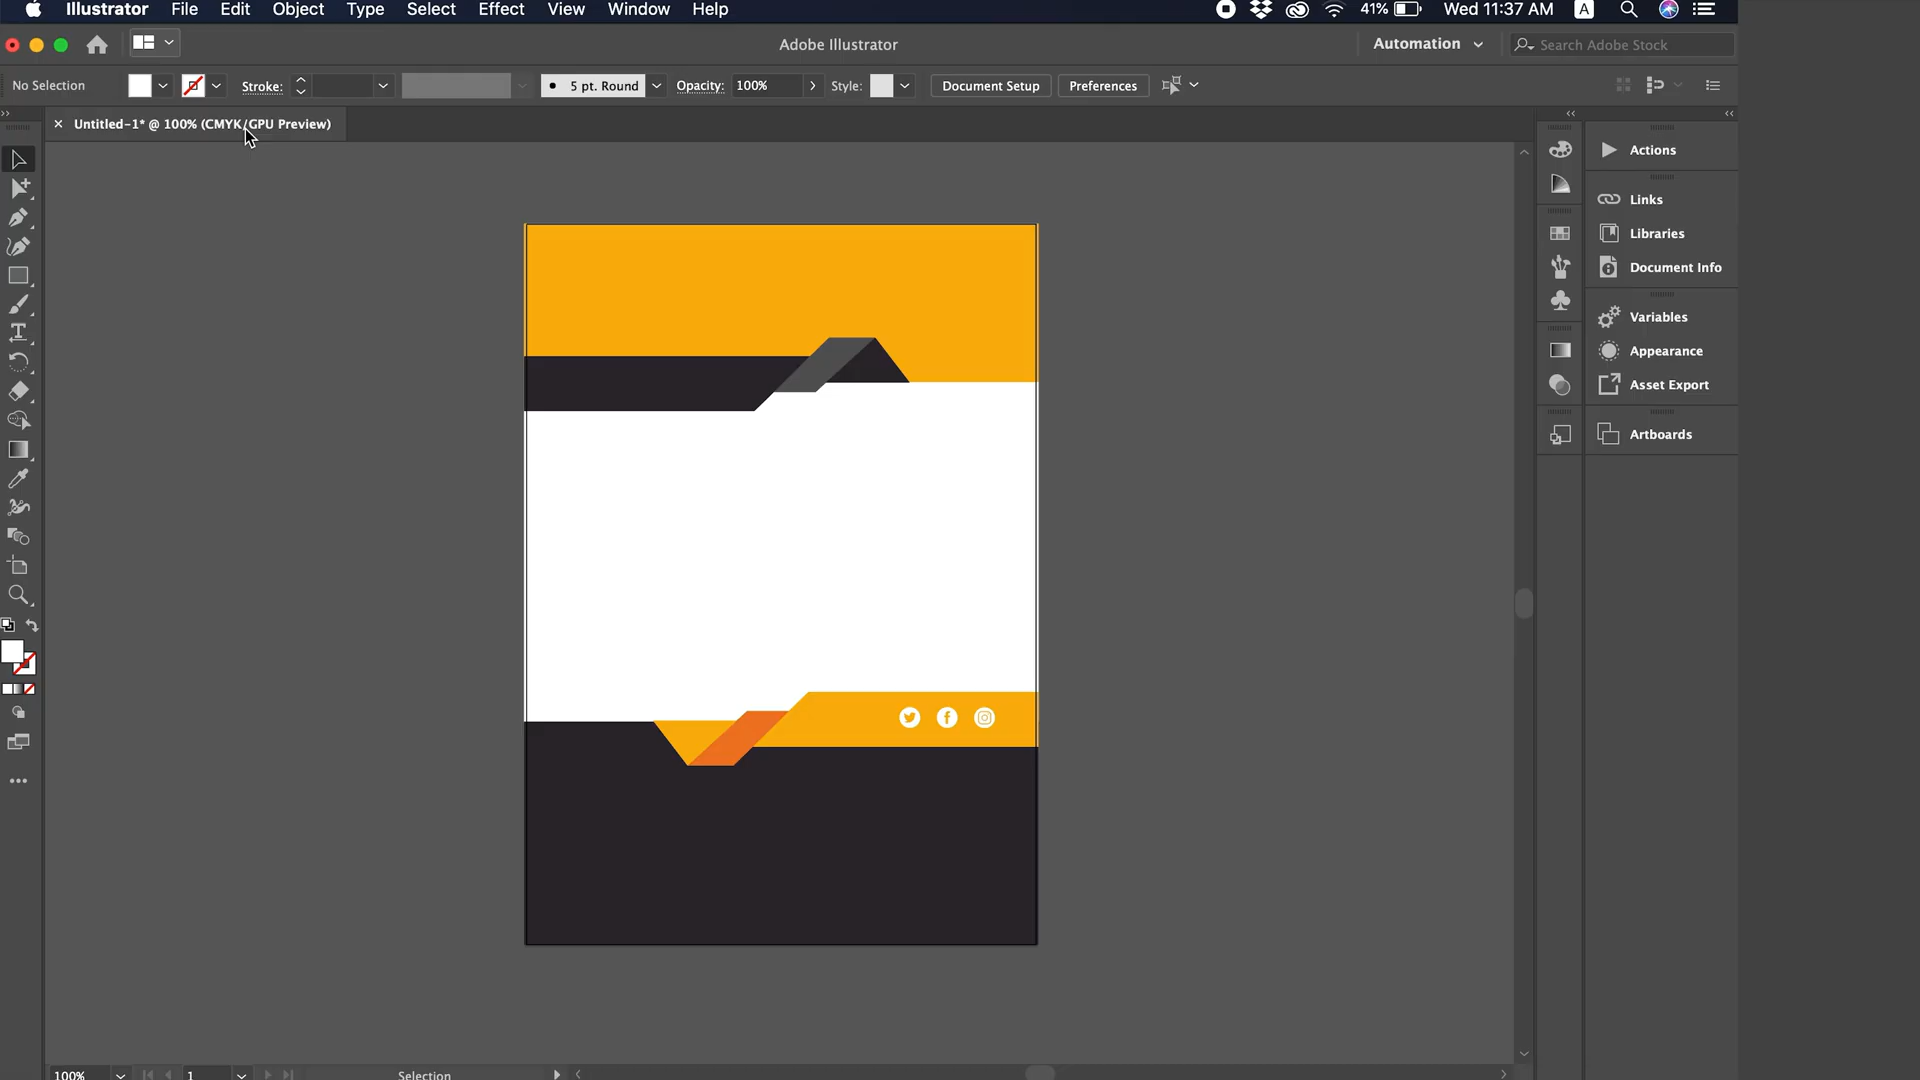 Illustrator File Edit Object Type Select Effect View Window Help 41% Wed 11:37 AM A
Adobe Illustrator Automation Search Adobe Stock
No Selection Stroke: 5 pt. Round Opacity: 100% Style: Document Setup Preferences
Untitled-1* @ 100% (CMYK/GPU Preview)
Actions
Links
Libraries
Document Info
Variables
Appearance
Asset Export
Artboards
100% 1 Selection